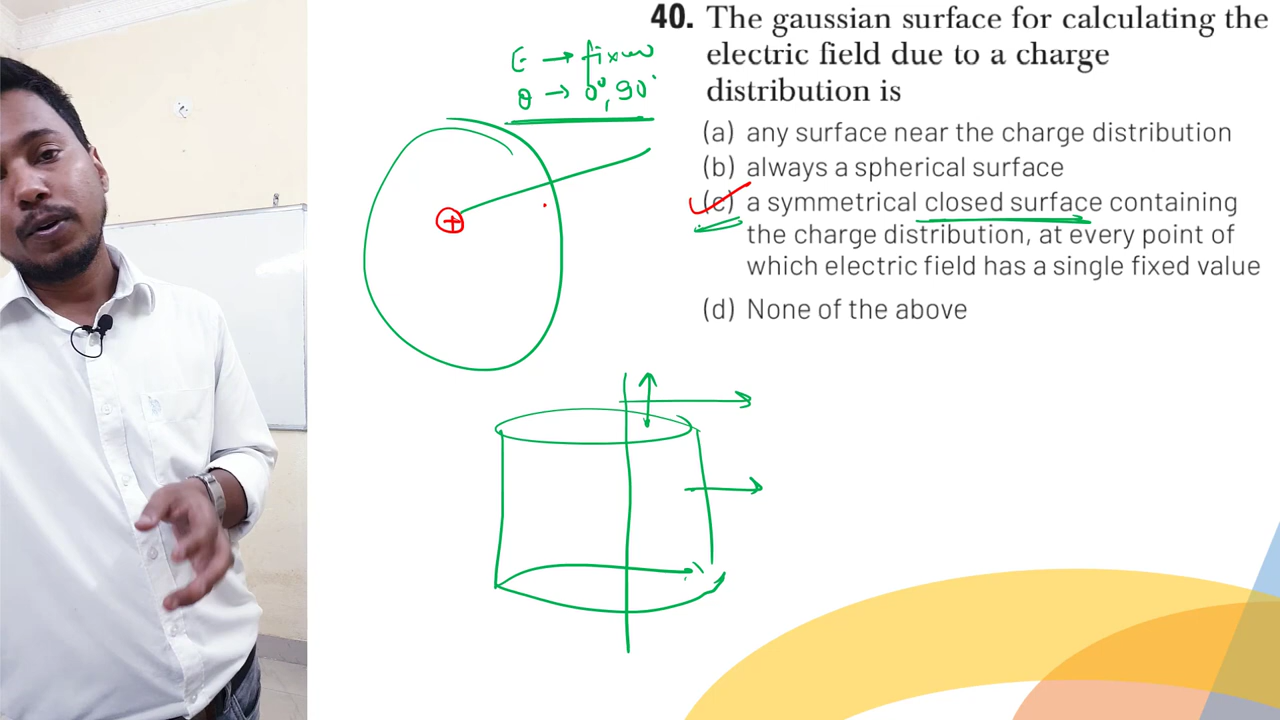 40. The gaussian surface for calculating the
electric field due to a charge
distribution is
(a) any surface near the charge distribution
(b) always a spherical surface
(c) a symmetrical closed surface containing
the charge distribution, at every point of
which electric field has a single fixed value
(d) None of the above
E → fixed
θ → 0°, 90°
+